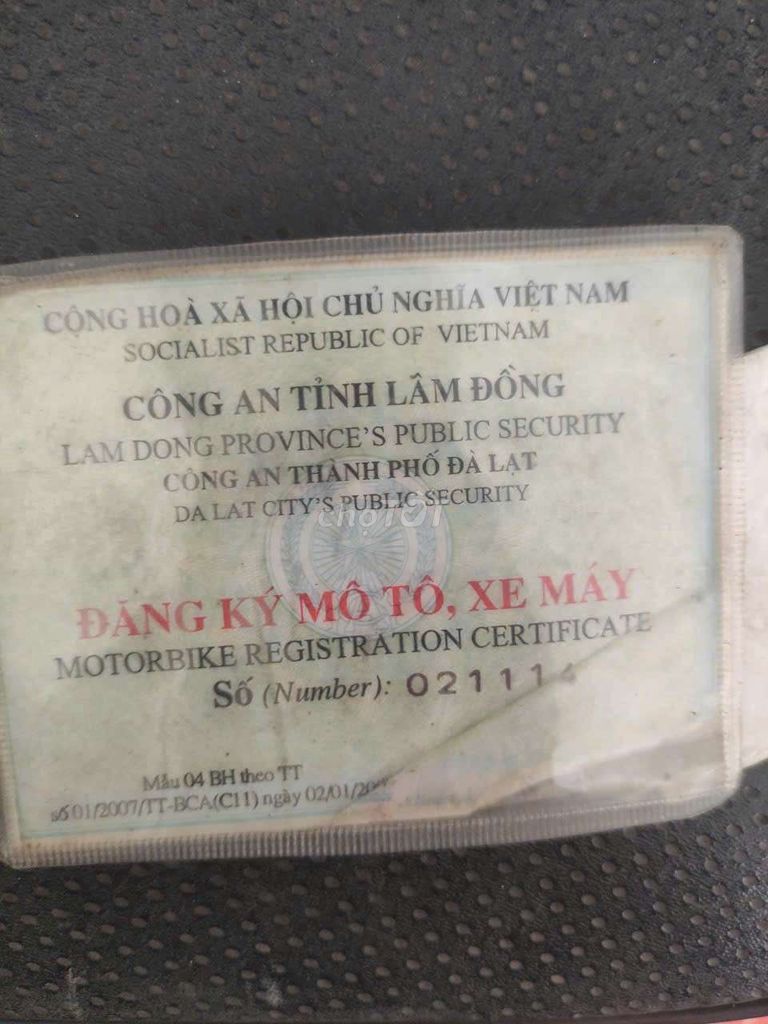 CỘNG HOÀ XÃ HỘI CHỦ NGHĨA VIỆT NAM
SOCIALIST REPUBLIC OF VIETNAM
CÔNG AN TỈNH LÂM ĐỒNG
LAM DONG PROVINCE'S PUBLIC SECURITY
CÔNG AN THÀNH PHỐ ĐÀ LẠT
DA LAT CITY'S PUBLIC SECURITY
chợTỐT
ĐĂNG KÝ MÔ TÔ, XE MÁY
MOTORBIKE REGISTRATION CERTIFICATE
Số (Number): 021114
Mẫu 04 BH theo TT
số 01/2007/TT-BCA(C11) ngày